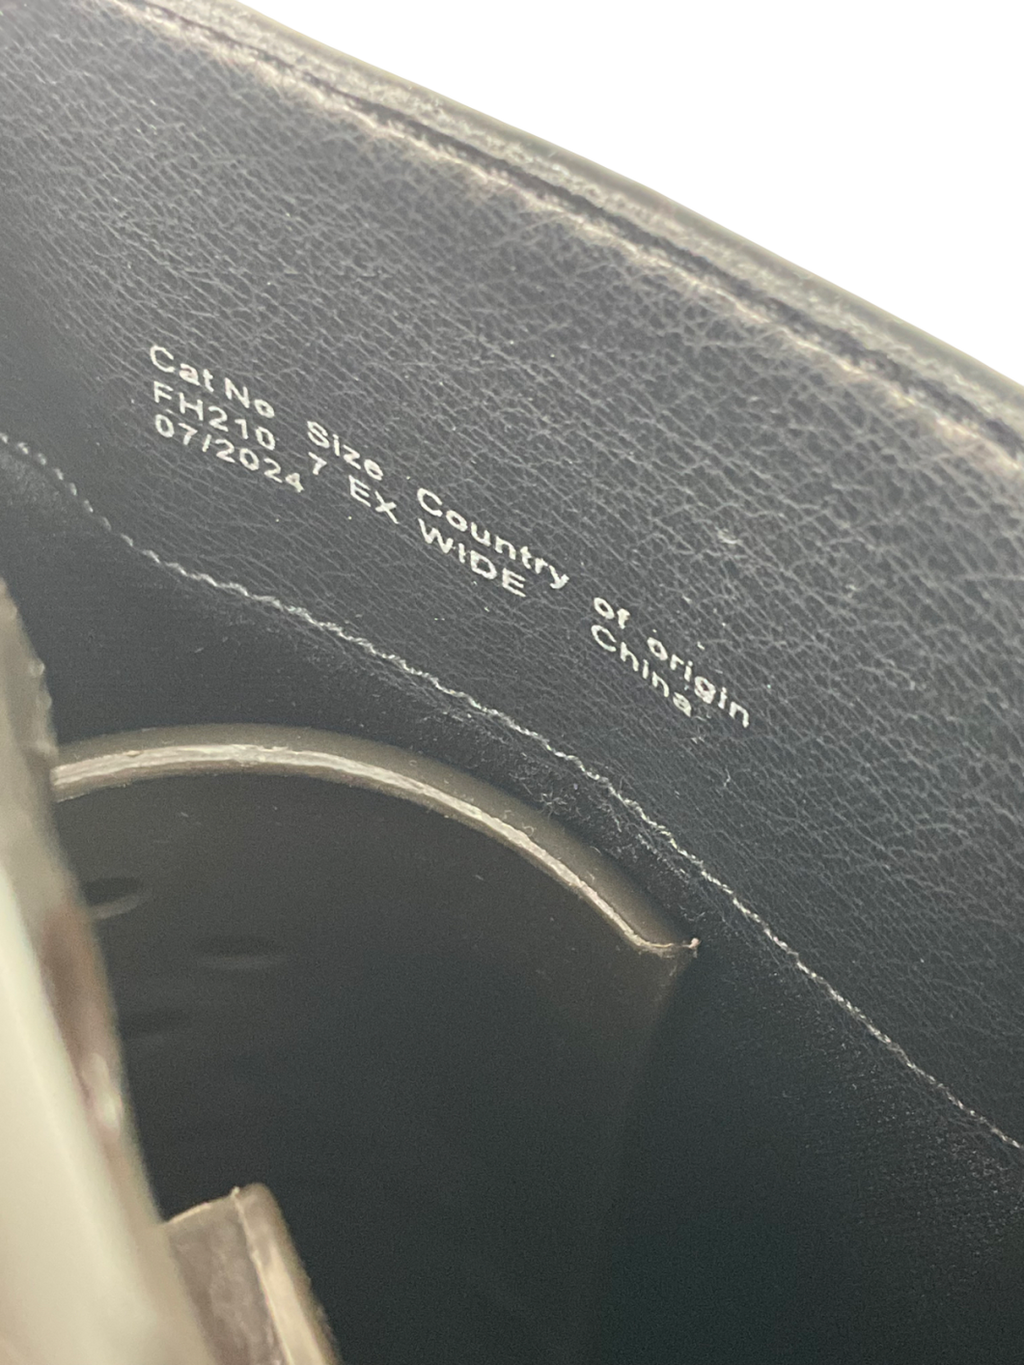 Cat No Size Country of origin
FH210 7 EX WIDE China
07/2024